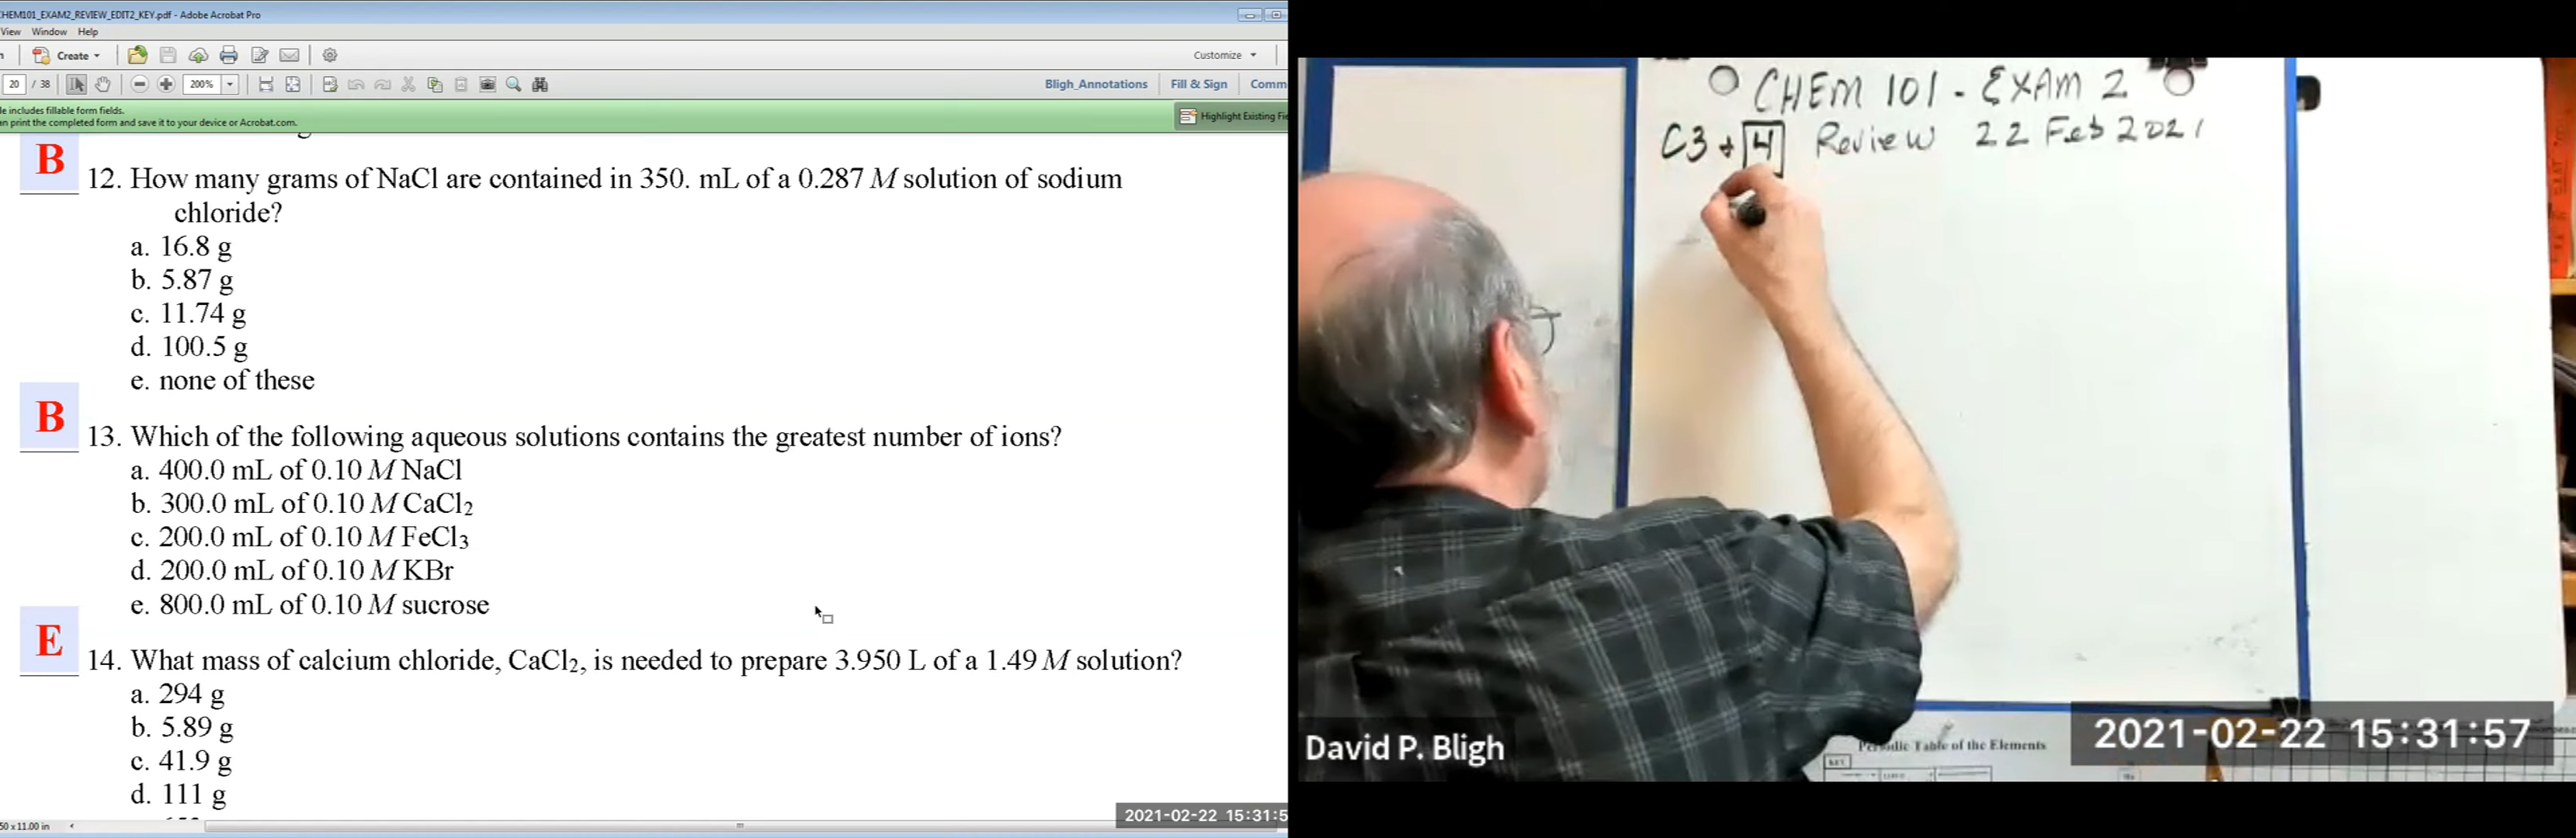 HEM101_EXAM2_REVIEW_EDIT2_KEY.pdf - Adobe Acrobat Pro
View Window Help
Create Customize
20 / 38 200% Bligh_Annotations Fill & Sign Comm
le includes fillable form fields.
an print the completed form and save it to your device or Acrobat.com. Highlight Existing Fie
B
12. How many grams of NaCl are contained in 350. mL of a 0.287 M solution of sodium
chloride?
a. 16.8 g
b. 5.87 g
c. 11.74 g
d. 100.5 g
e. none of these
B
13. Which of the following aqueous solutions contains the greatest number of ions?
a. 400.0 mL of 0.10 M NaCl
b. 300.0 mL of 0.10 M CaCl₂
c. 200.0 mL of 0.10 M FeCl₃
d. 200.0 mL of 0.10 M KBr
e. 800.0 mL of 0.10 M sucrose
E
14. What mass of calcium chloride, CaCl₂, is needed to prepare 3.950 L of a 1.49 M solution?
a. 294 g
b. 5.89 g
c. 41.9 g
d. 111 g
50 x 11.00 in
2021-02-22 15:31:5
CHEM 101 - EXAM 2
C3 + 4 Review 22 Feb 2021
David P. Bligh
Periodic Table of the Elements
KEY
2021-02-22 15:31:57